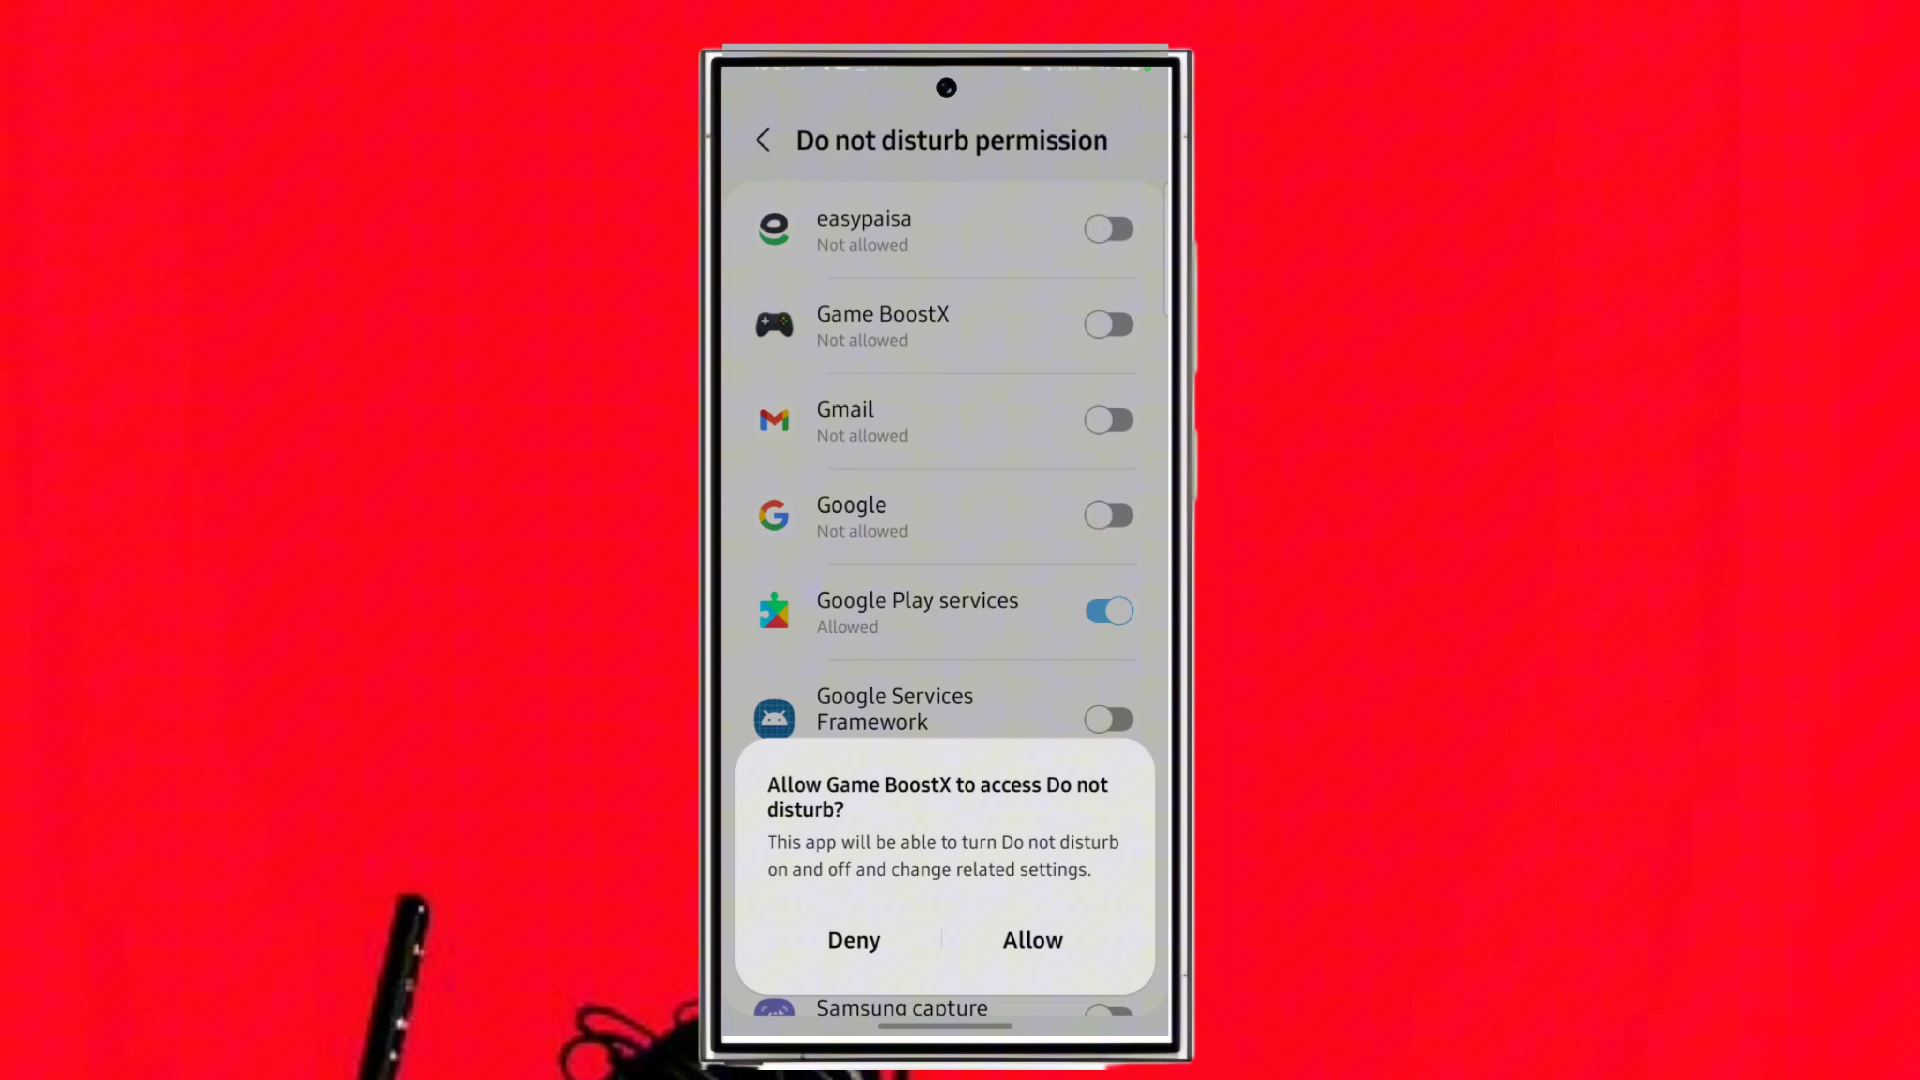 Do not disturb permission
easypaisa
Not allowed
Game BoostX
Not allowed
Gmail
Not allowed
Google
Not allowed
Google Play services
Allowed
Google Services
Framework
Allow Game BoostX to access Do not
disturb?
This app will be able to turn Do not disturb
on and off and change related settings.
Deny
Allow
Samsung capture